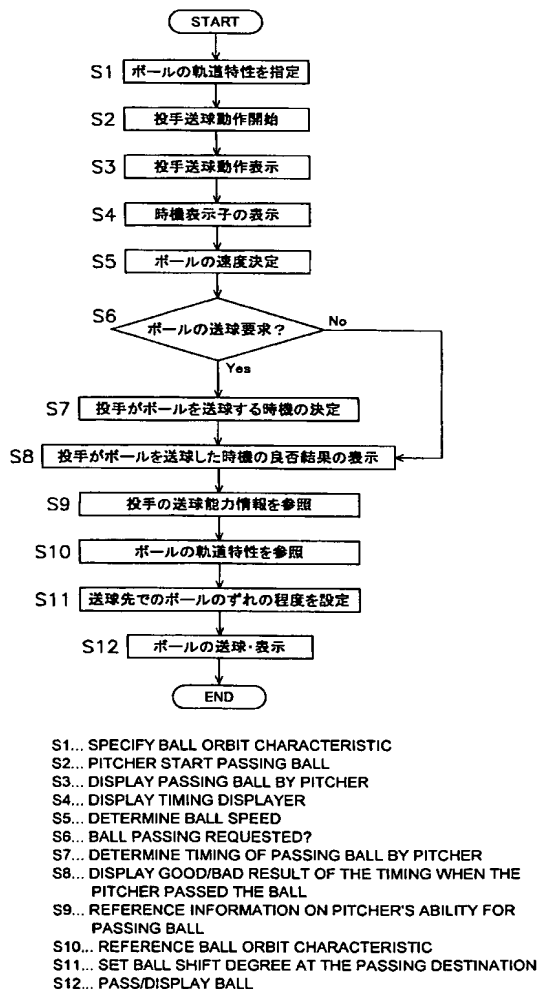 START
S1 ボールの軌道特性を指定
S2 投手送球動作開始
S3 投手送球動作表示
S4 時機表示子の表示
S5 ボールの速度決定
S6 ボールの送球要求?
No
Yes
S7 投手がボールを送球する時機の決定
S8 投手がボールを送球した時機の良否結果の表示
S9 投手の送球能力情報を参照
S10 ボールの軌道特性を参照
S11 送球先でのボールのずれの程度を設定
S12 ボールの送球・表示
END
S1... SPECIFY BALL ORBIT CHARACTERISTIC
S2... PITCHER START PASSING BALL
S3... DISPLAY PASSING BALL BY PITCHER
S4... DISPLAY TIMING DISPLAYER
S5... DETERMINE BALL SPEED
S6... BALL PASSING REQUESTED?
S7... DETERMINE TIMING OF PASSING BALL BY PITCHER
S8... DISPLAY GOOD/BAD RESULT OF THE TIMING WHEN THE
PITCHER PASSED THE BALL
S9... REFERENCE INFORMATION ON PITCHER'S ABILITY FOR
PASSING BALL
S10... REFERENCE BALL ORBIT CHARACTERISTIC
S11... SET BALL SHIFT DEGREE AT THE PASSING DESTINATION
S12... PASS/DISPLAY BALL